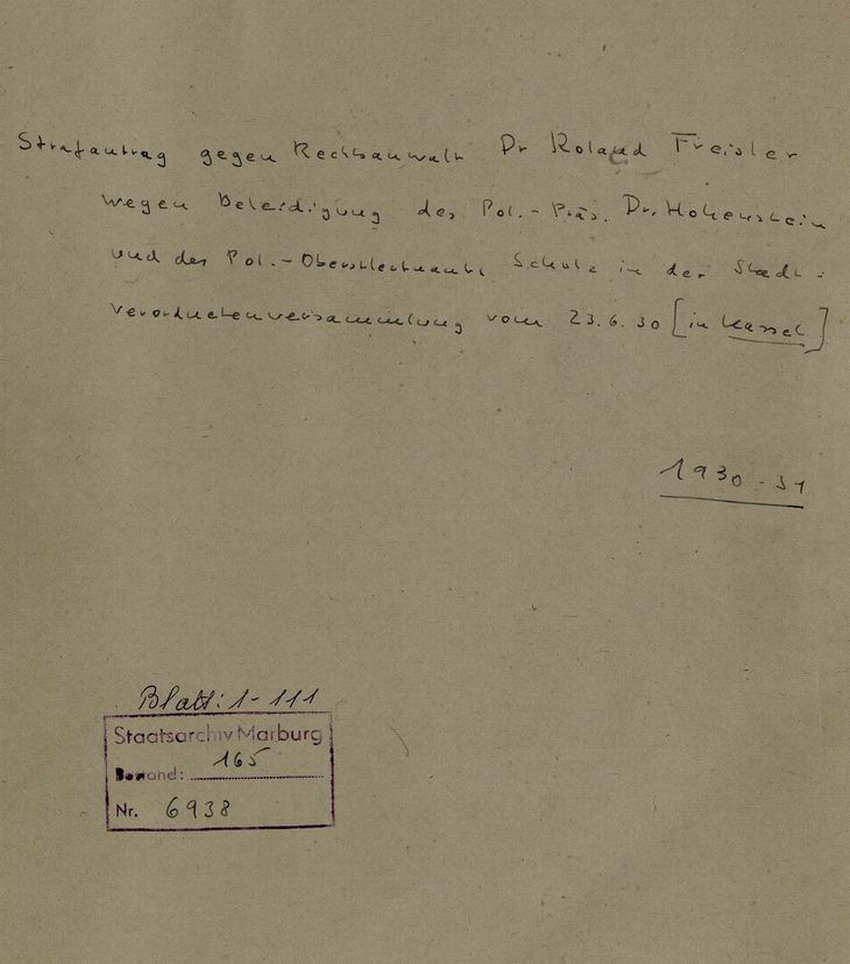 Strafantrag gegen Rechtsanwalt Dr Roland Freisler
wegen Beleidigung des Pol.-Präs. Dr. Hohenstein
und des Pol.-Oberstleutnants Schulz in der Stadt-
verordnetenversammlung vom 23.6.30 [in Kassel]
1930-31
Blatt: 1-111
Staatsarchiv Marburg
Bestand: 165
Nr. 6938